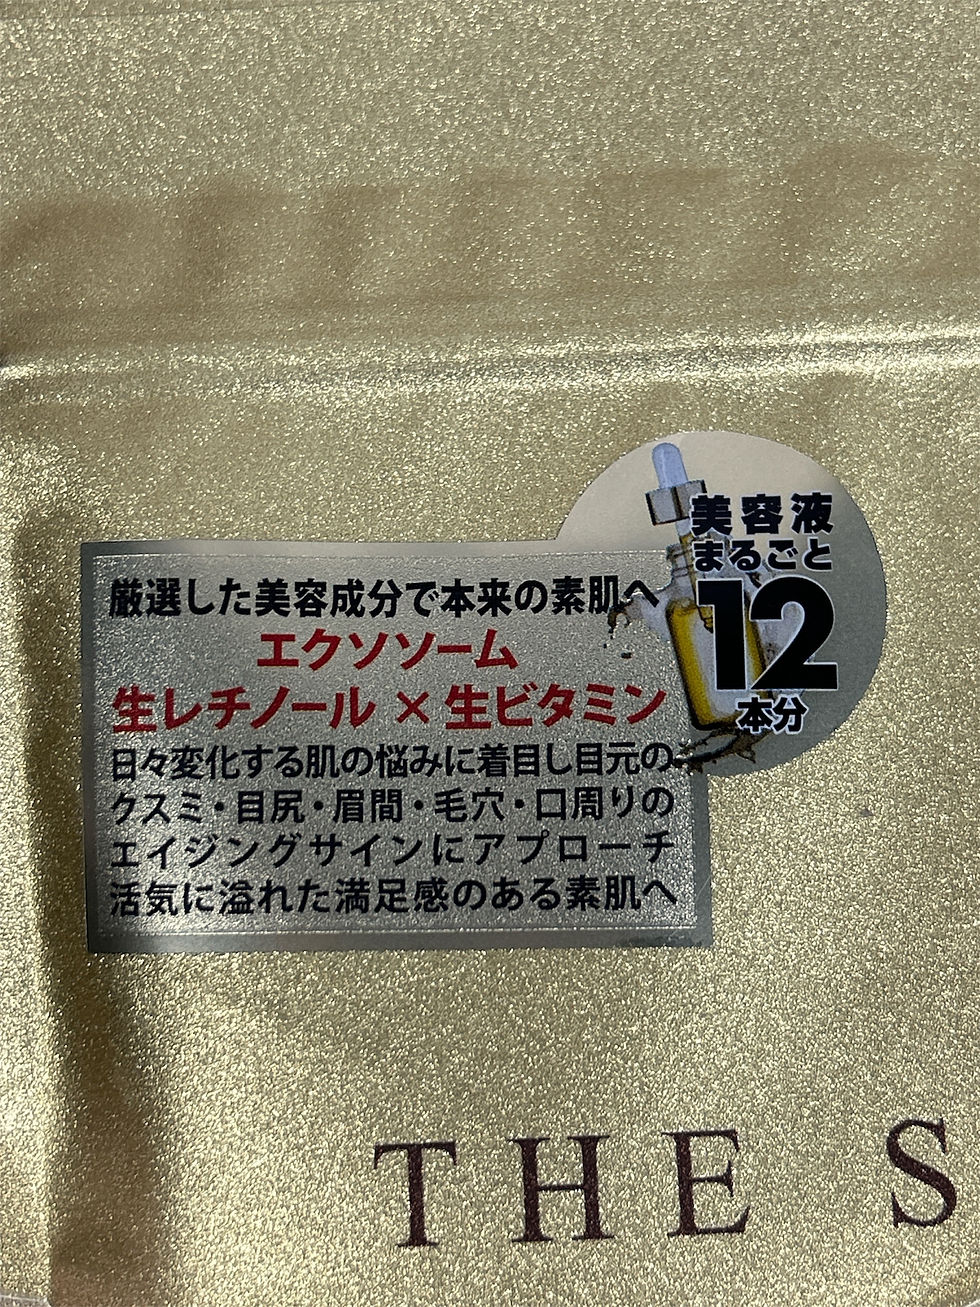 美容液
まるごと
12
本分
厳選した美容成分で本来の素肌へ
エクソソーム
生レチノール×生ビタミン
日々変化する肌の悩みに着目し目元の
クスミ・目尻・眉間・毛穴・口周りの
エイジングサインにアプローチ
活気に溢れた満足感のある素肌へ
THE S